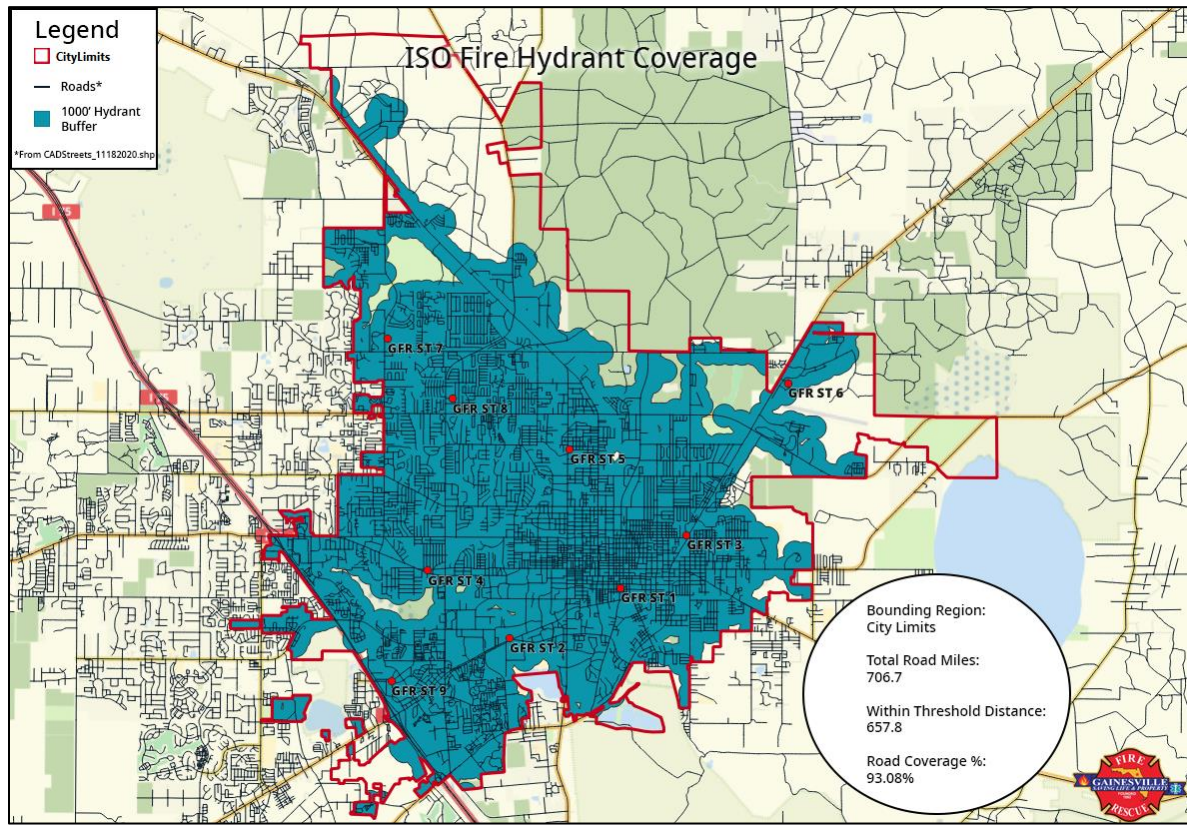 Legend
CityLimits
Roads*
1000' Hydrant
Buffer
*From CADStreets_11182020.shp
ISO Fire Hydrant Coverage
GFR ST 7
GFR ST 6
GFR ST 8
GFR ST 5
GFR ST 3
GFR ST 4
GFR ST 1
GFR ST 2
GFR ST 9
Bounding Region:
City Limits
Total Road Miles:
706.7
Within Threshold Distance:
657.8
Road Coverage %:
93.08%
FIRE
GAINESVILLE
SAVING LIFE & PROPERTY
RESCUE